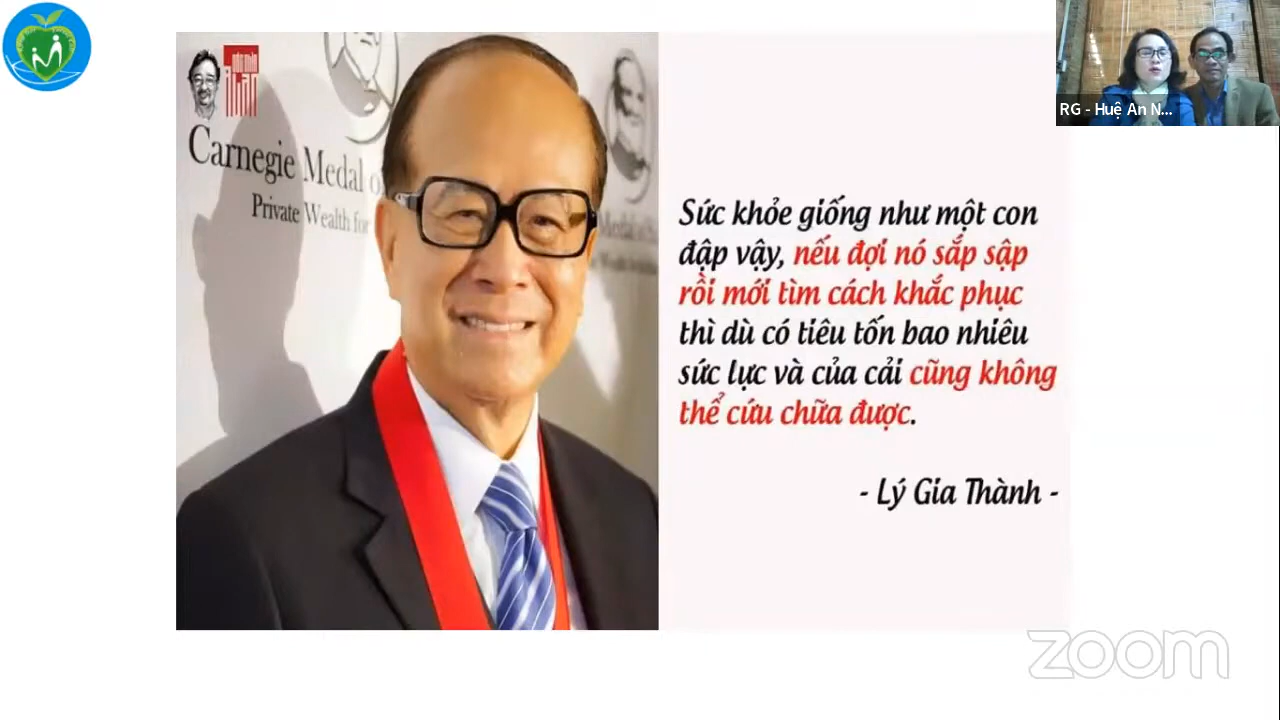 RG - Huệ An N...
Carnegie Medal o
Private Wealth for
Sức khỏe giống như một con
đập vậy, nếu đợi nó sắp sập
rồi mới tìm cách khắc phục
thì dù có tiêu tốn bao nhiêu
sức lực và của cải cũng không
thể cứu chữa được.
- Lý Gia Thành -
zoom